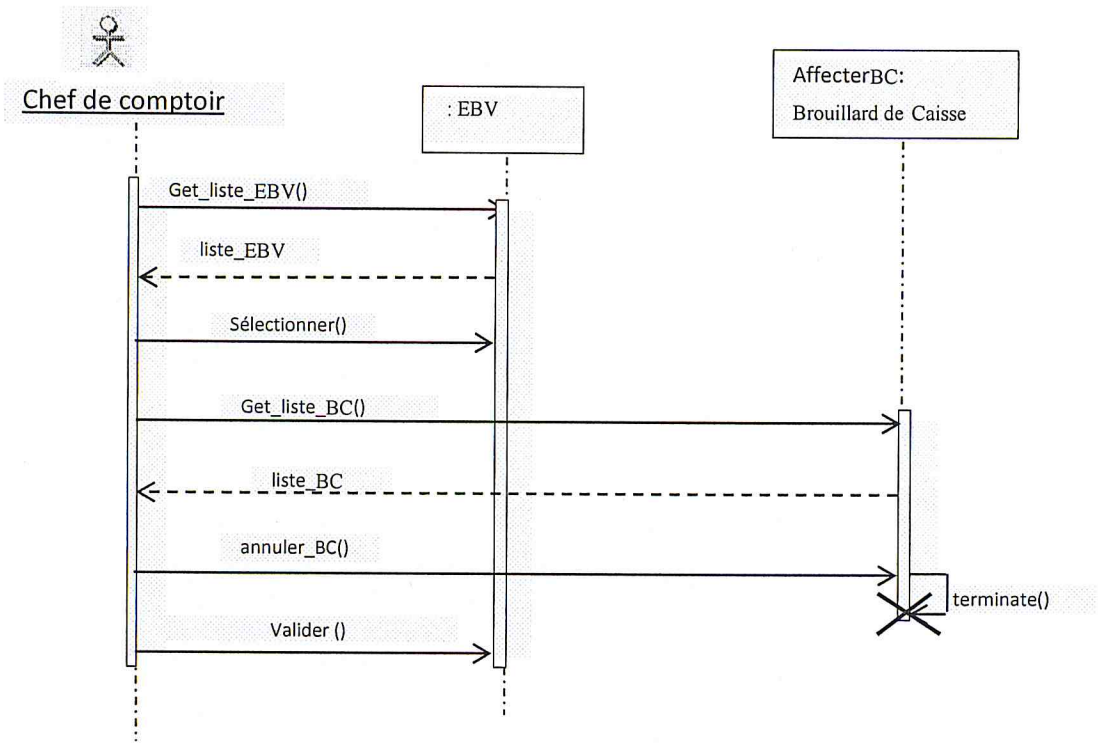 Chef de comptoir
: EBV
AffecterBC:
Brouillard de Caisse
Get_liste_EBV()
liste_EBV
Sélectionner()
Get_liste_BC()
liste_BC
annuler_BC()
terminate()
Valider ()